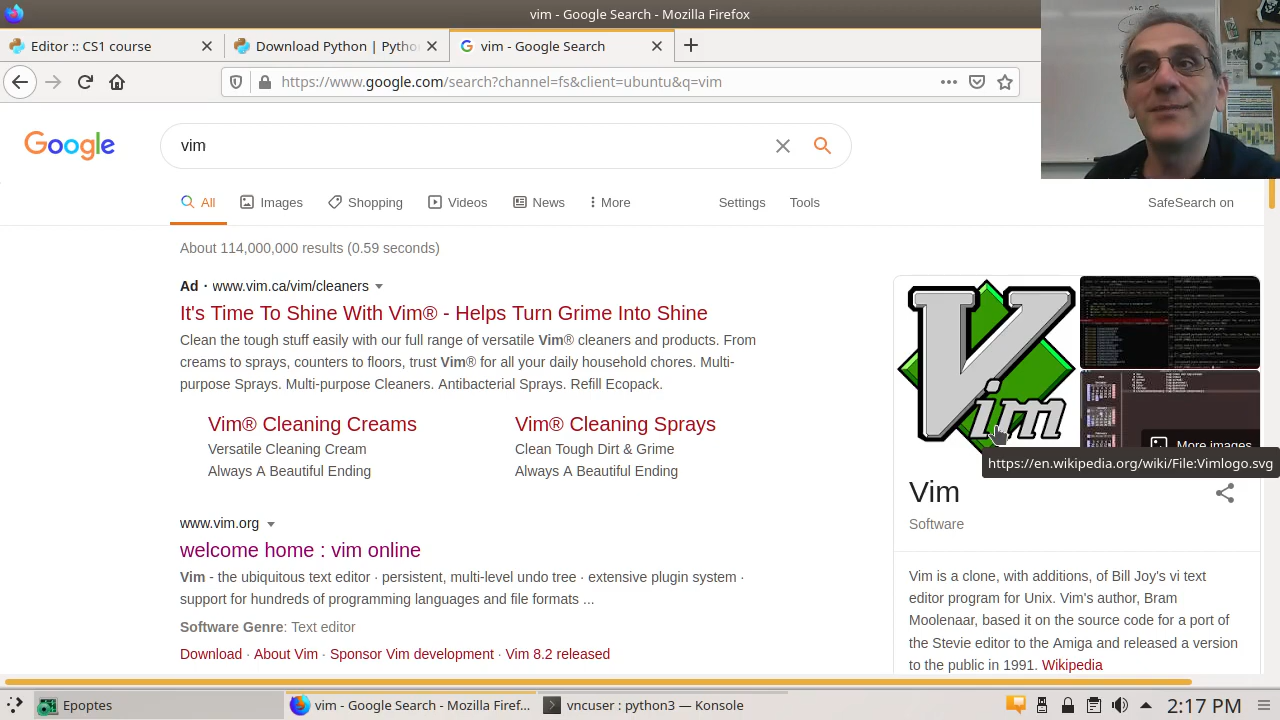 vim - Google Search - Mozilla Firefox
Editor :: CS1 course
Download Python | Pytho
vim - Google Search
https://www.google.com/search?channel=fs&client=ubuntu&q=vim
Google
vim
All
Images
Shopping
Videos
News
More
Settings
Tools
SafeSearch on
About 114,000,000 results (0.59 seconds)
Ad · www.vim.ca/vim/cleaners
It's Time To Shine With Vim® - Helps Turn Grime Into Shine
Clean the tough stuff easily with a full range of effective Vim® cleaners and products. From
creams to sprays, counters to floors, trust Vim® for your daily household needs. Multi-
purpose Sprays. Multi-purpose Cleaners. Antibacterial Sprays. Refill Ecopack.
Vim® Cleaning Creams
Versatile Cleaning Cream
Always A Beautiful Ending
Vim® Cleaning Sprays
Clean Tough Dirt & Grime
Always A Beautiful Ending
www.vim.org
welcome home : vim online
Vim - the ubiquitous text editor · persistent, multi-level undo tree · extensive plugin system ·
support for hundreds of programming languages and file formats ...
Software Genre: Text editor
Download · About Vim · Sponsor Vim development · Vim 8.2 released
Vim
More images
https://en.wikipedia.org/wiki/File:Vimlogo.svg
Vim
Software
Vim is a clone, with additions, of Bill Joy's vi text
editor program for Unix. Vim's author, Bram
Moolenaar, based it on the source code for a port of
the Stevie editor to the Amiga and released a version
to the public in 1991. Wikipedia
Epoptes
vim - Google Search - Mozilla Firef...
vncuser : python3 — Konsole
2:17 PM